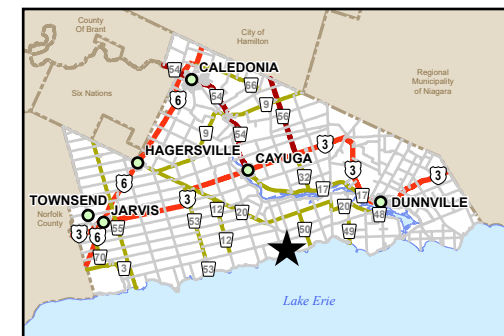 County
Of Brant
City of
Hamilton
CALEDONIA
54
66
Regional
Municipality
of Niagara
Six Nations
6
54
9
56
9
54
3
HAGERSVILLE
CAYUGA
3
3
6
32
17
17
DUNNVILLE
TOWNSEND
3
12
20
20
48
Norfolk
County
JARVIS
53
3
6
55
12
50
49
70
3
53
Lake Erie